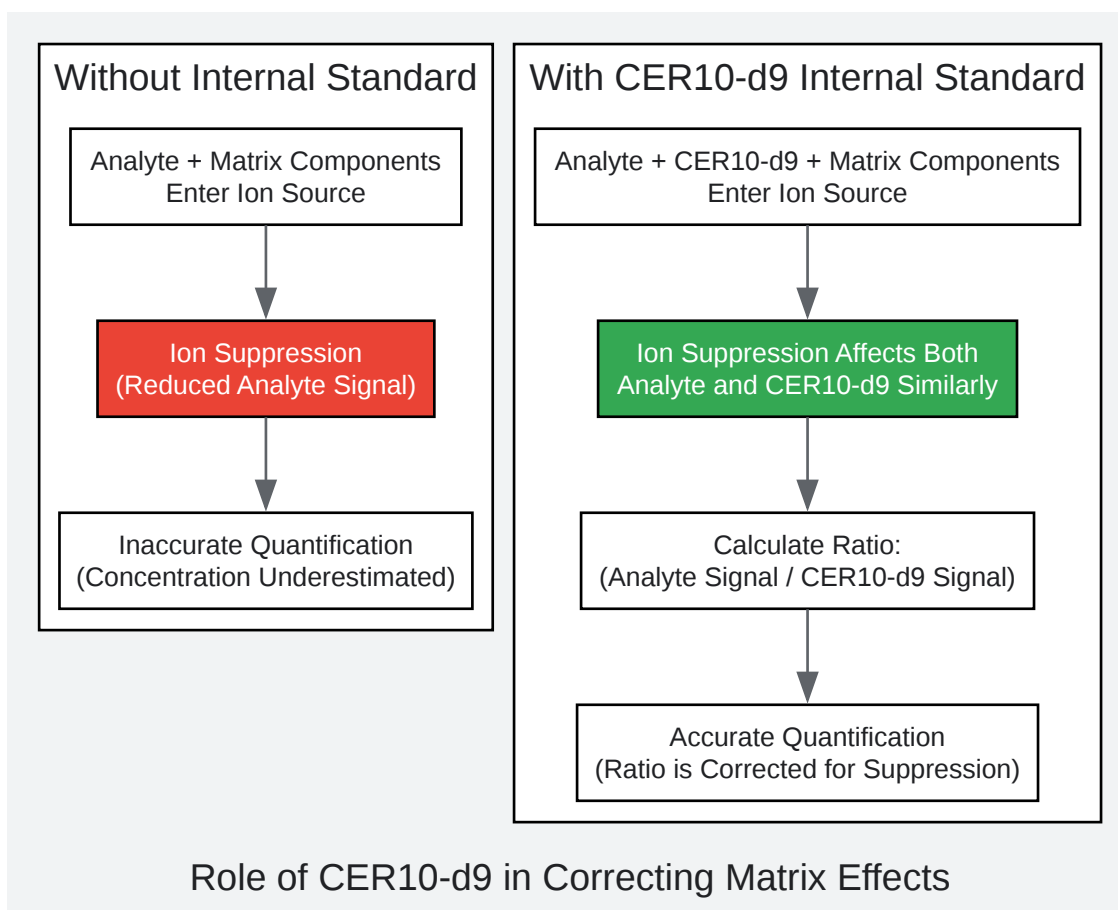 Without Internal Standard
Analyte + Matrix Components
Enter Ion Source
Ion Suppression
(Reduced Analyte Signal)
Inaccurate Quantification
(Concentration Underestimated)
With CER10-d9 Internal Standard
Analyte + CER10-d9 + Matrix Components
Enter Ion Source
Ion Suppression Affects Both
Analyte and CER10-d9 Similarly
Calculate Ratio:
(Analyte Signal / CER10-d9 Signal)
Accurate Quantification
(Ratio is Corrected for Suppression)
Role of CER10-d9 in Correcting Matrix Effects